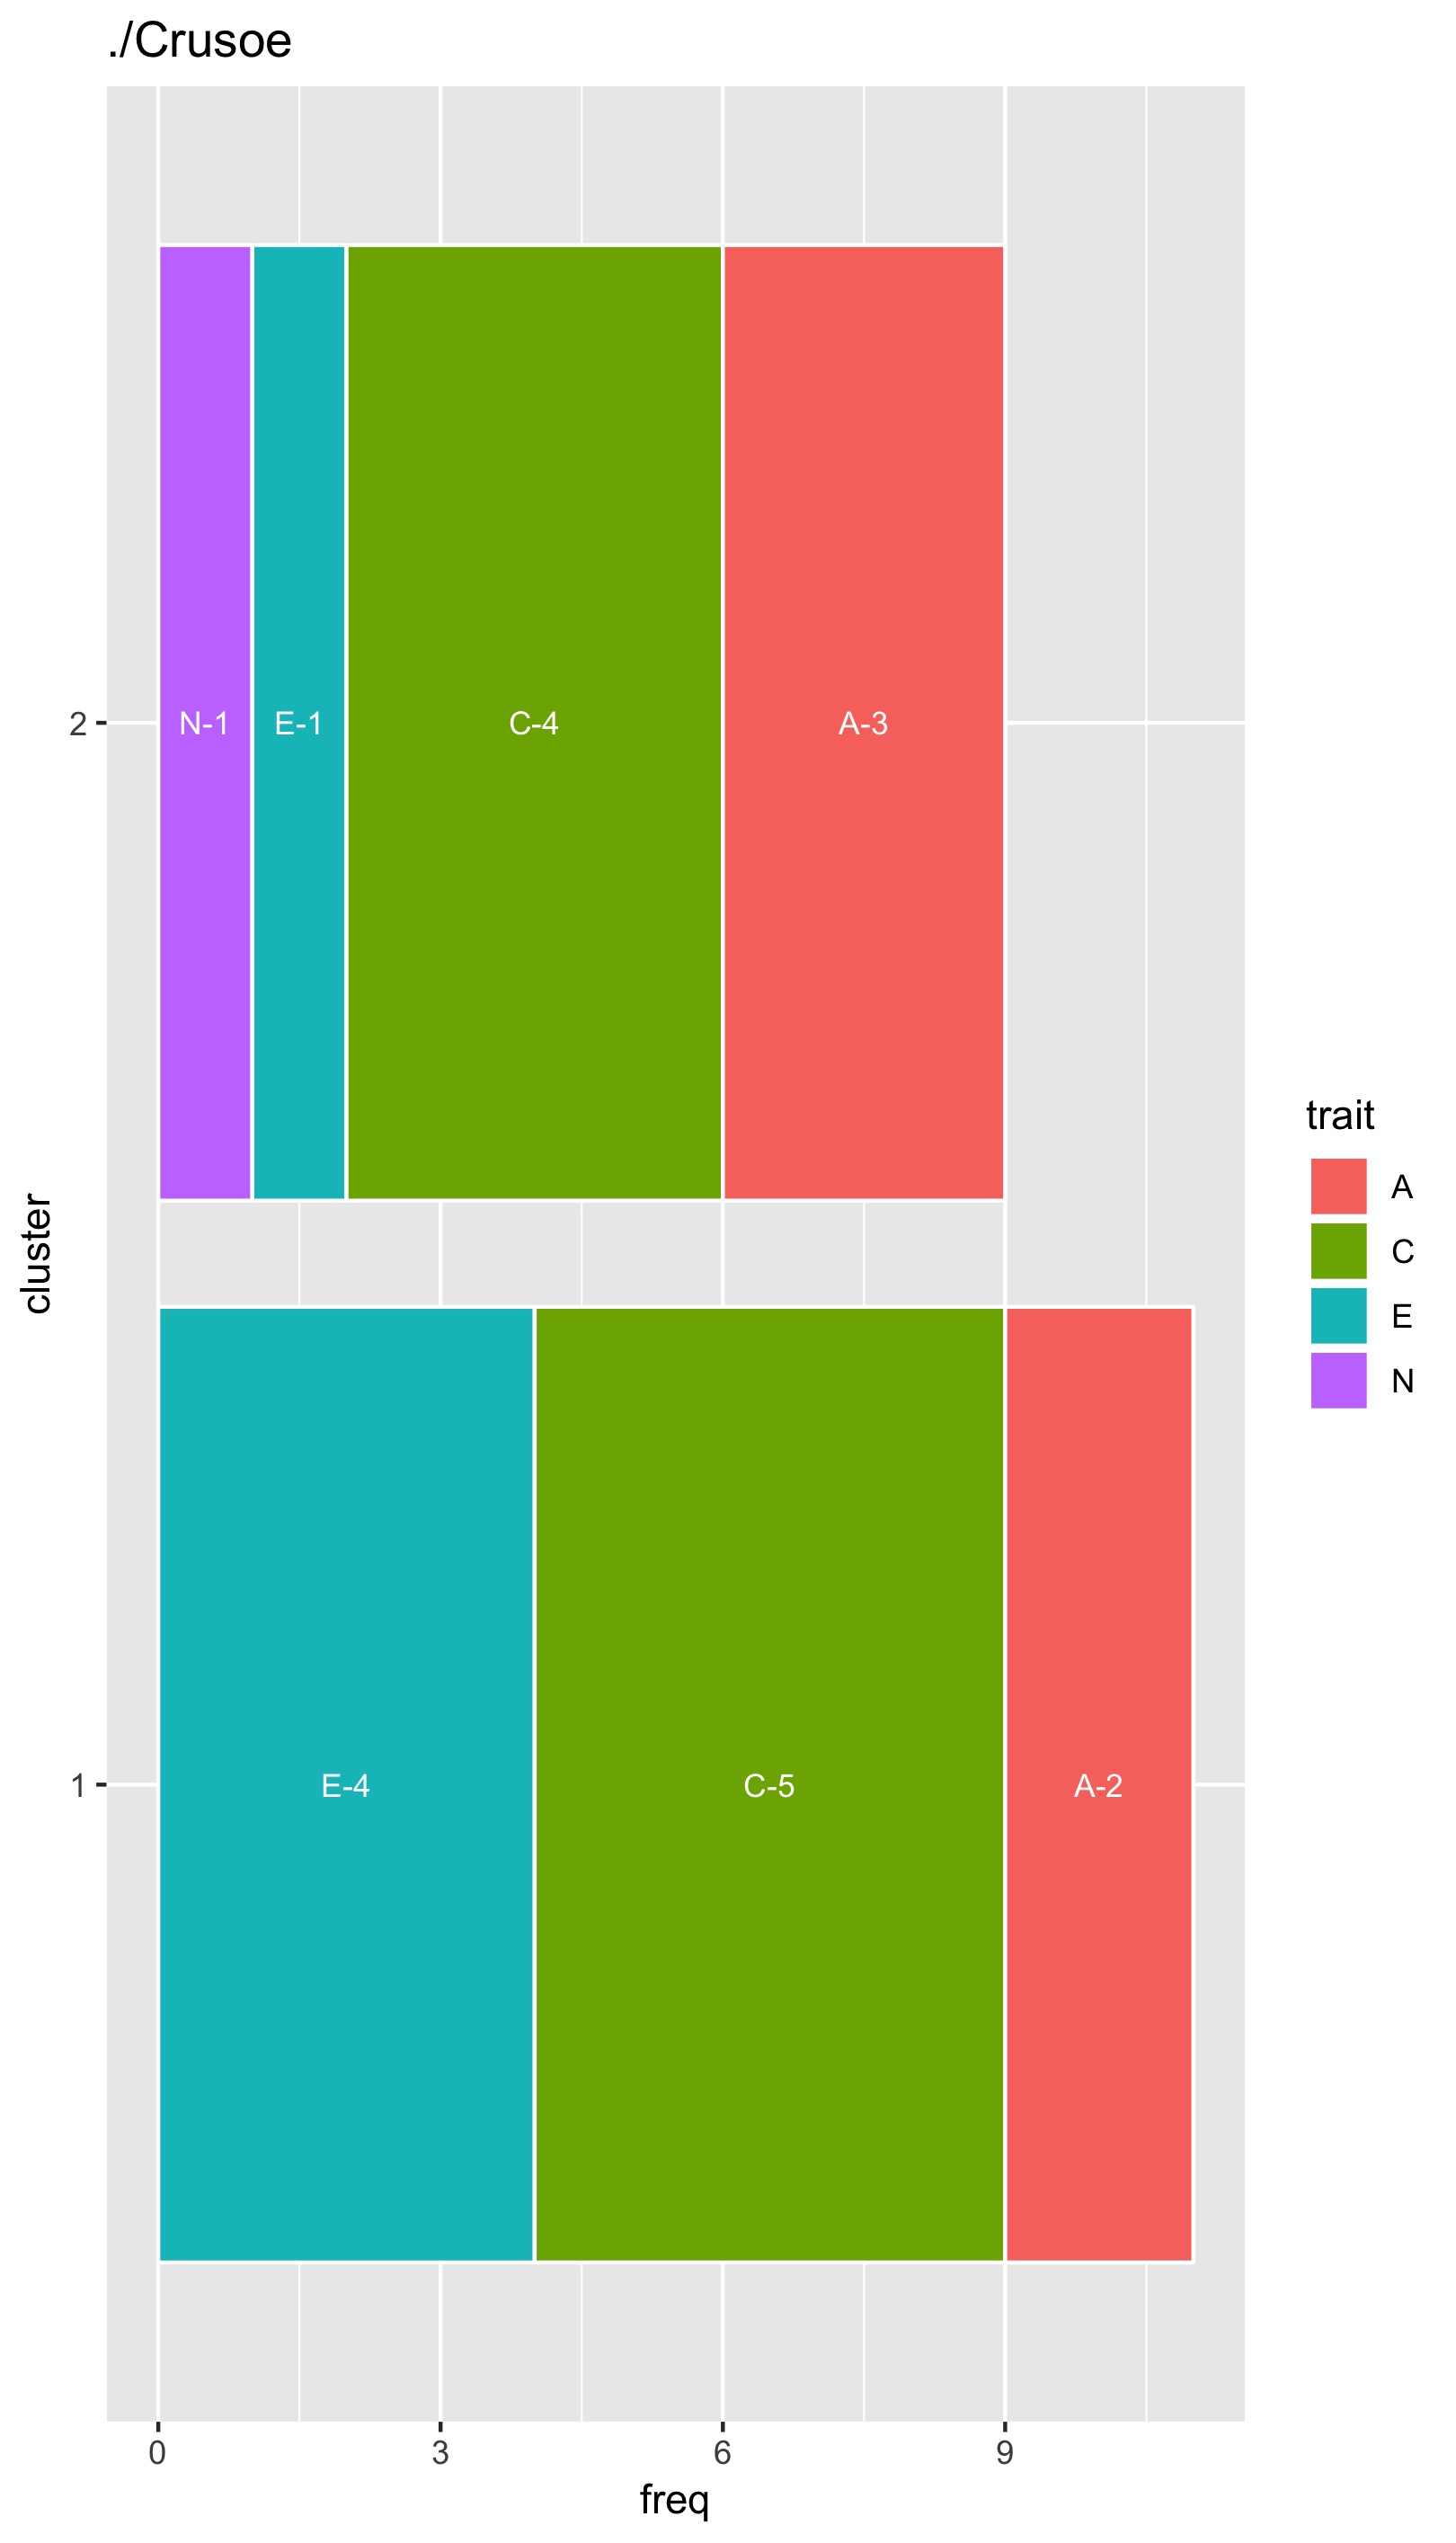 ./Crusoe
cluster
2
N-1 E-1 C-4 A-3
1
E-4 C-5 A-2
0 3 6 9
freq
trait
A
C
E
N